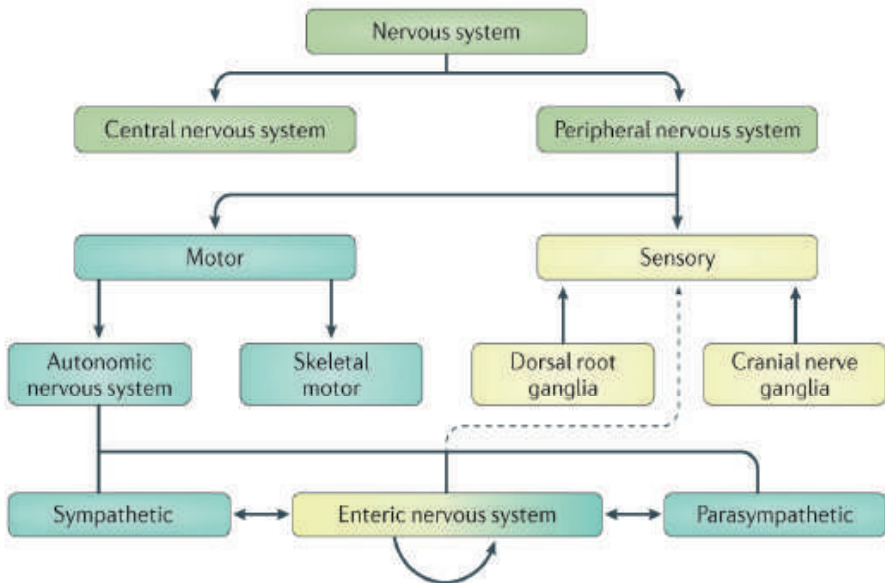 Nervous system
Central nervous system
Peripheral nervous system
Motor
Sensory
Autonomic
nervous system
Skeletal
motor
Dorsal root
ganglia
Cranial nerve
ganglia
Sympathetic
Enteric nervous system
Parasympathetic